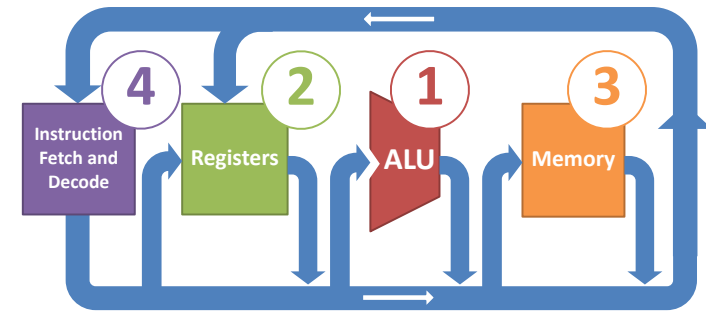 4
2
1
3
Instruction
Fetch and
Decode
Registers
ALU
Memory